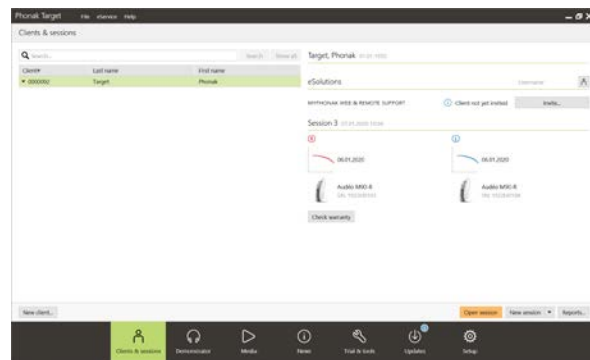 Phonak Target File eService Help
Clients & sessions
Search... Search Show all
Client# Last name First name
0000002 Target Phonak
Target, Phonak
eSolutions Username
MYPHONAK WEB & REMOTE SUPPORT Client not yet invited Invite...
Session 3
R L
06.01.2020 06.01.2020
Audéo M90-R Audéo M90-R
Check warranty
New client... Open session New session Reports...
Clients & sessions Demonstrator Media News Trial & tools Updates Setup